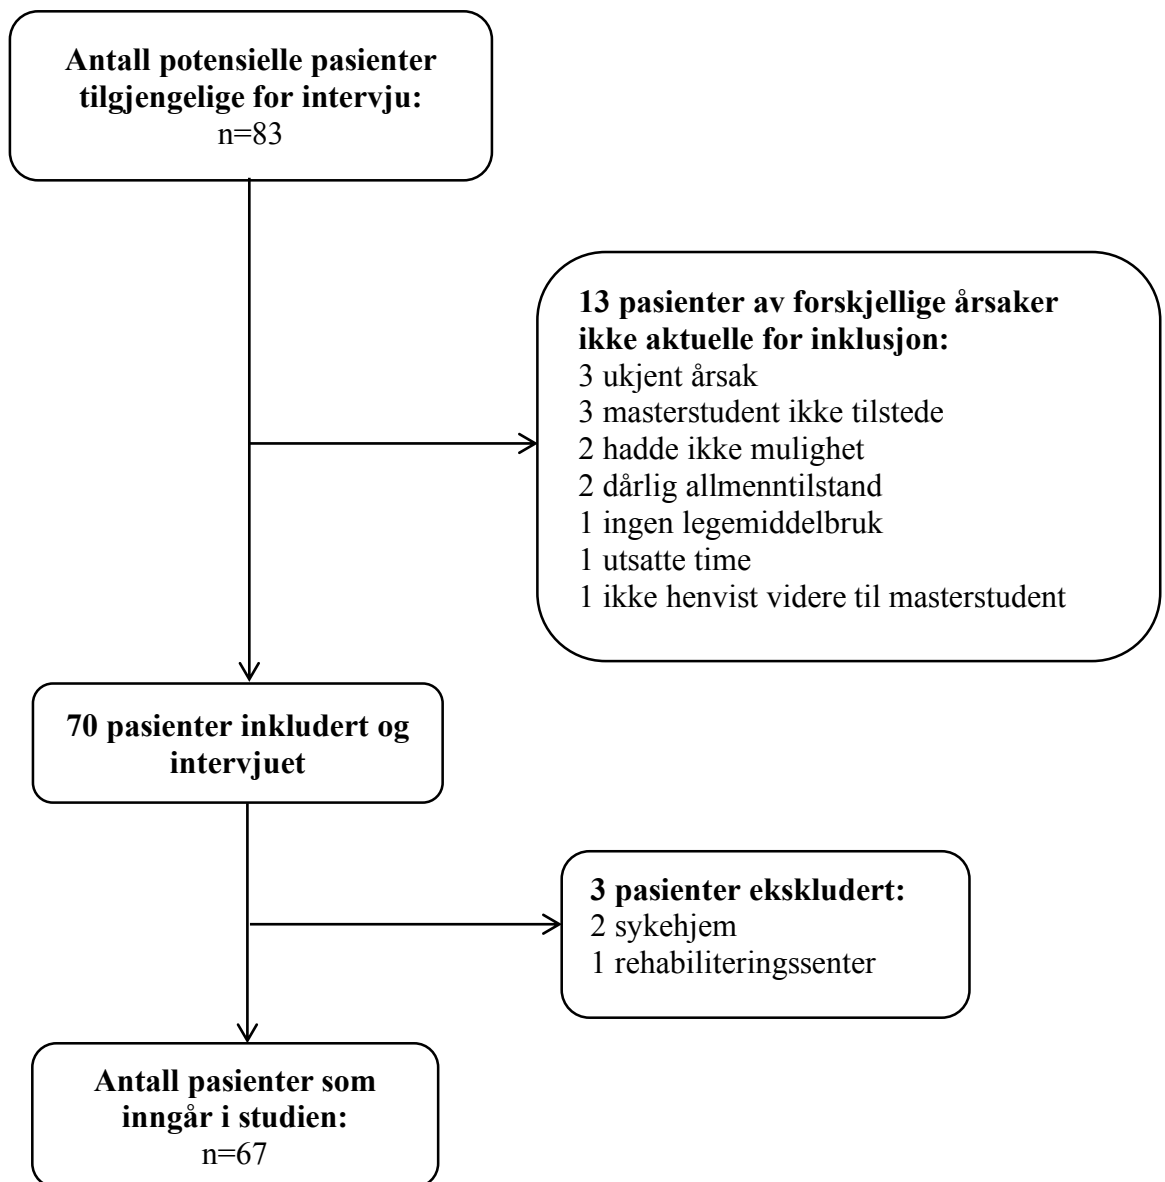 Antall potensielle pasienter
tilgjengelige for intervju:
n=83
13 pasienter av forskjellige årsaker
ikke aktuelle for inklusjon:
3 ukjent årsak
3 masterstudent ikke tilstede
2 hadde ikke mulighet
2 dårlig allmenntilstand
1 ingen legemiddelbruk
1 utsatte time
1 ikke henvist videre til masterstudent
70 pasienter inkludert og
intervjuet
3 pasienter ekskludert:
2 sykehjem
1 rehabiliteringssenter
Antall pasienter som
inngår i studien:
n=67